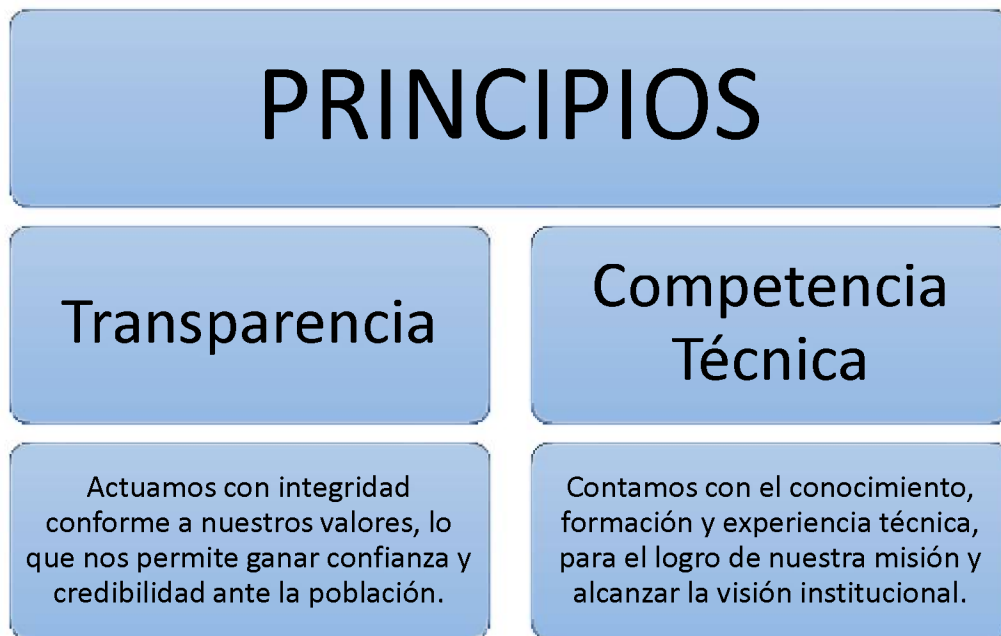 PRINCIPIOS
Transparencia
Competencia
Técnica
Actuamos con integridad
conforme a nuestros valores, lo
que nos permite ganar confianza y
credibilidad ante la población.
Contamos con el conocimiento,
formación y experiencia técnica,
para el logro de nuestra misión y
alcanzar la visión institucional.